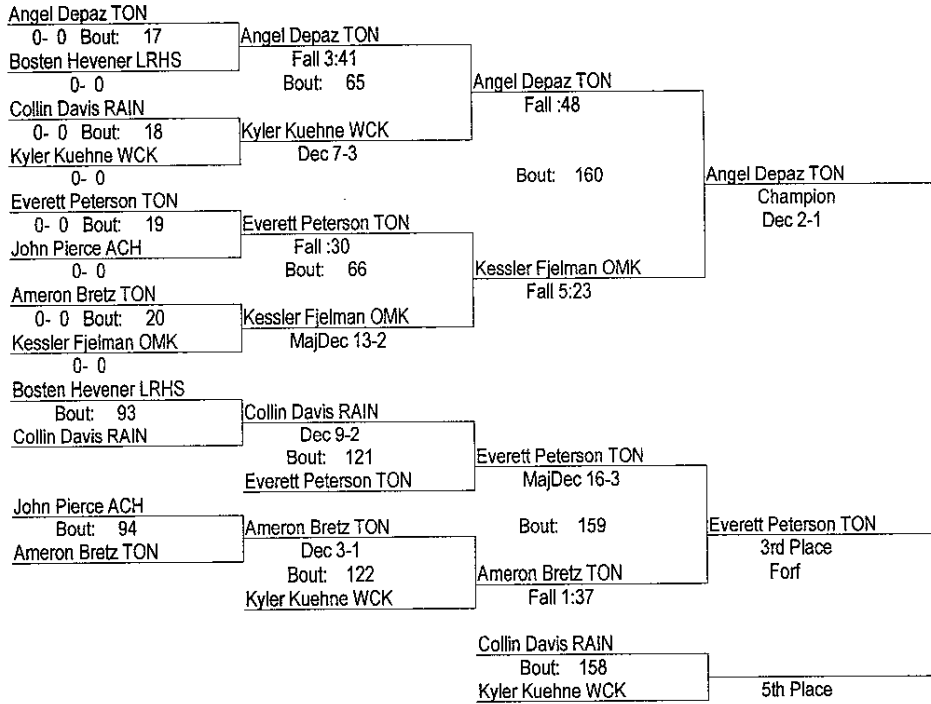 Angel Depaz TON
0- 0 Bout: 17
Bosten Hevener LRHS
0- 0
Collin Davis RAIN
0- 0 Bout: 18
Kyler Kuehne WCK
0- 0
Everett Peterson TON
0- 0 Bout: 19
John Pierce ACH
0- 0
Ameron Bretz TON
0- 0 Bout: 20
Kessler Fjelman OMK
0- 0
Angel Depaz TON
Fall 3:41
Bout: 65
Kyler Kuehne WCK
Dec 7-3
Everett Peterson TON
Fall :30
Bout: 66
Kessler Fjelman OMK
MajDec 13-2
Angel Depaz TON
Fall :48
Bout: 160
Kessler Fjelman OMK
Fall 5:23
Angel Depaz TON
Champion
Dec 2-1
Bosten Hevener LRHS
Bout: 93
Collin Davis RAIN
John Pierce ACH
Bout: 94
Ameron Bretz TON
Collin Davis RAIN
Dec 9-2
Bout: 121
Everett Peterson TON
Ameron Bretz TON
Dec 3-1
Bout: 122
Kyler Kuehne WCK
Everett Peterson TON
MajDec 16-3
Bout: 159
Ameron Bretz TON
Fall 1:37
Everett Peterson TON
3rd Place
Forf
Collin Davis RAIN
Bout: 158
Kyler Kuehne WCK
5th Place